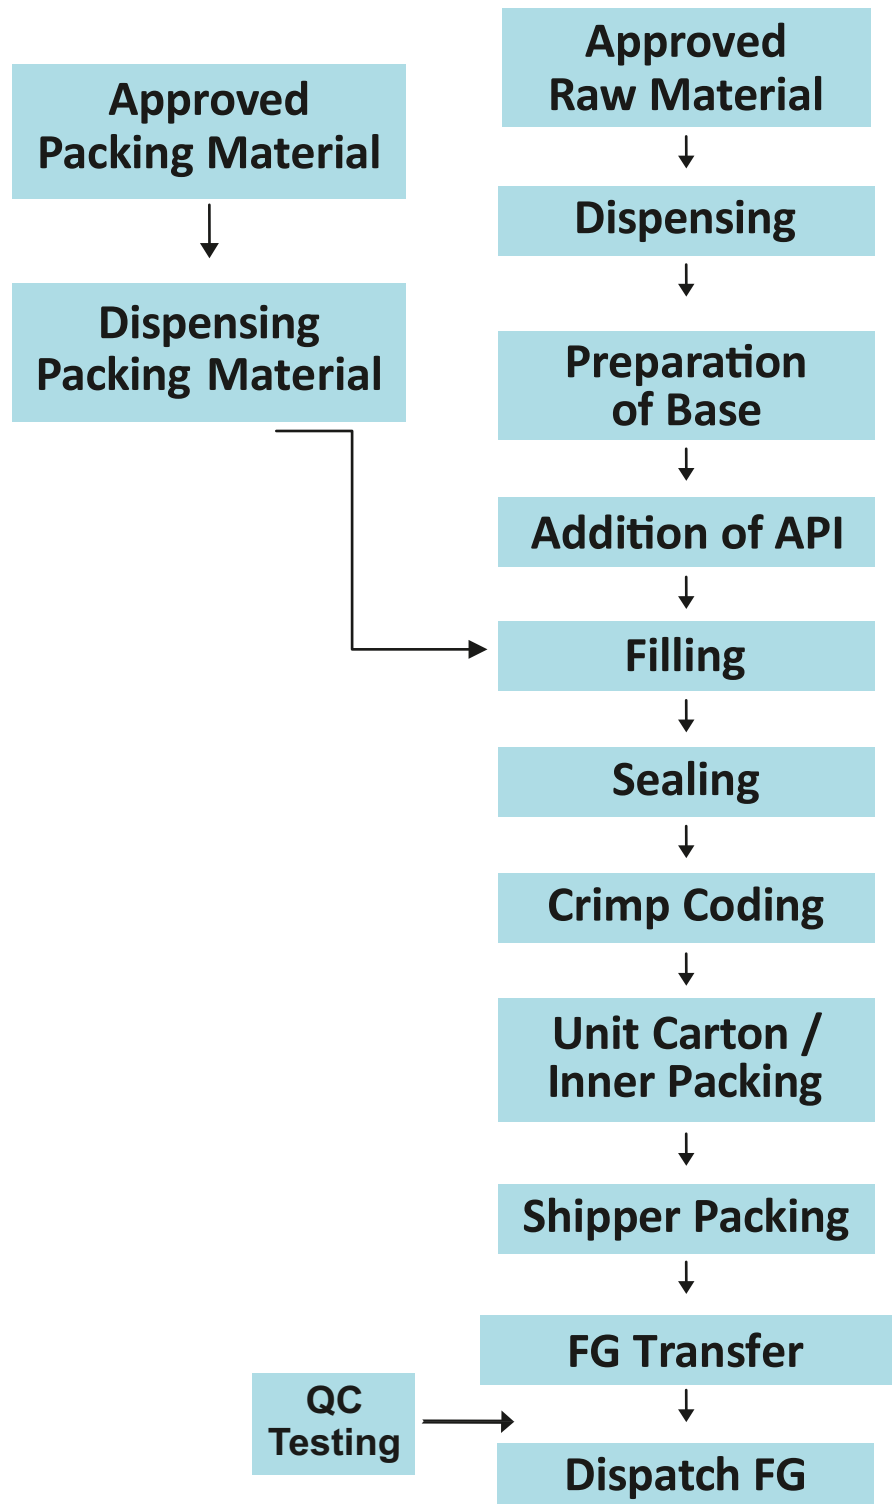 Approved
Packing Material
Dispensing
Packing Material
Approved
Raw Material
Dispensing
Preparation
of Base
Addition of API
Filling
Sealing
Crimp Coding
Unit Carton /
Inner Packing
Shipper Packing
FG Transfer
QC
Testing
Dispatch FG